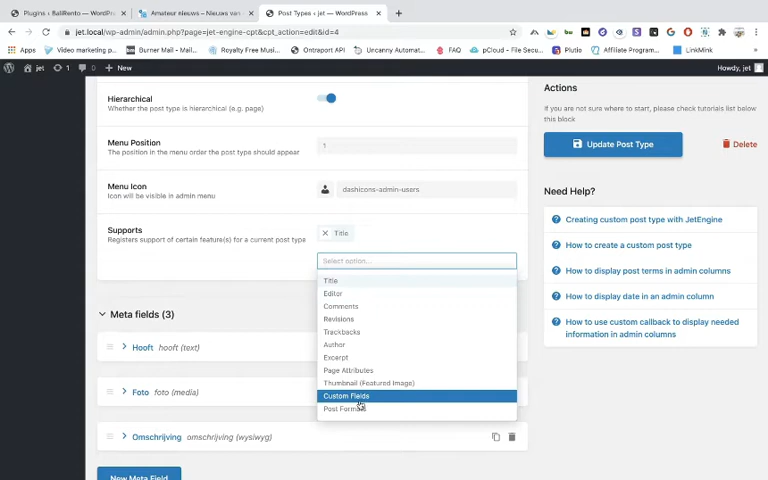 Plugins ‹ BaliRento — WordPress
Amateur nieuws – Nieuws van
Post Types ‹ jet — WordPress
jet.local/wp-admin/admin.php?page=jet-engine-cpt&cpt_action=edit&id=4
Apps
Video marketing p...
Burner Mail - Mailb...
Royalty Free Musi...
Ontraport API
Uncanny Automat...
FAQ
pCloud - File Secu...
Plutio
Affiliate Program...
LinkMink
jet
1
0
+ New
Howdy, jet
Hierarchical
Whether the post type is hierarchical (e.g. page)
Menu Position
The position in the menu order the post type should appear
1
Menu Icon
Icon will be visible in admin menu
dashicons-admin-users
Supports
Registers support of certain feature(s) for a current post type
Title
Select option...
Title
Editor
Comments
Revisions
Trackbacks
Author
Excerpt
Page Attributes
Thumbnail (Featured Image)
Custom Fields
Post Formats
Meta fields (3)
Hooft hooft (text)
Foto foto (media)
Omschrijving omschrijving (wysiwyg)
New Meta Field
Actions
If you are not sure where to start, please check tutorials list below
this block
Update Post Type
Delete
Need Help?
Creating custom post type with JetEngine
How to create a custom post type
How to display post terms in admin columns
How to display date in an admin column
How to use custom callback to display needed
information in admin columns